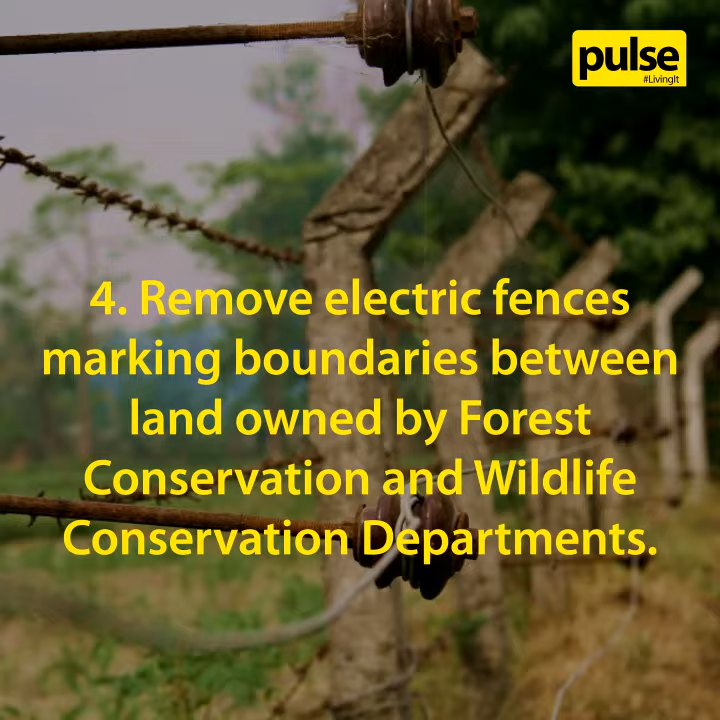 pulse
#LivingIt
4. Remove electric fences
marking boundaries between
land owned by Forest
Conservation and Wildlife
Conservation Departments.